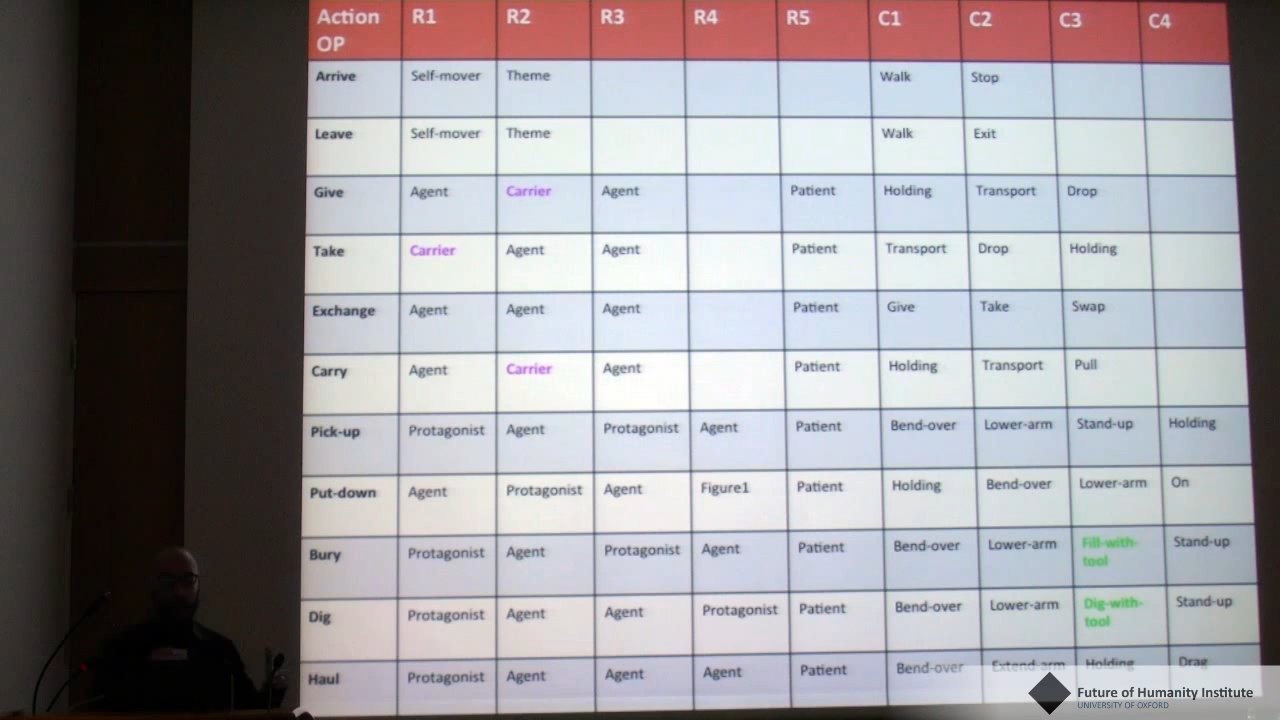 Action OP R1 R2 R3 R4 R5 C1 C2 C3 C4
Arrive Self-mover Theme Walk Stop
Leave Self-mover Theme Walk Exit
Give Agent Carrier Agent Patient Holding Transport Drop
Take Carrier Agent Agent Patient Transport Drop Holding
Exchange Agent Agent Agent Patient Give Take Swap
Carry Agent Carrier Agent Patient Holding Transport Pull
Pick-up Protagonist Agent Protagonist Agent Patient Bend-over Lower-arm Stand-up Holding
Put-down Agent Protagonist Agent Figure1 Patient Holding Bend-over Lower-arm On
Bury Protagonist Agent Protagonist Agent Patient Bend-over Lower-arm Fill-with-tool Stand-up
Dig Protagonist Agent Agent Protagonist Patient Bend-over Lower-arm Dig-with-tool Stand-up
Haul Protagonist Agent Agent Agent Patient Bend-over Extend-arm Holding Drag
Future of Humanity Institute
UNIVERSITY OF OXFORD